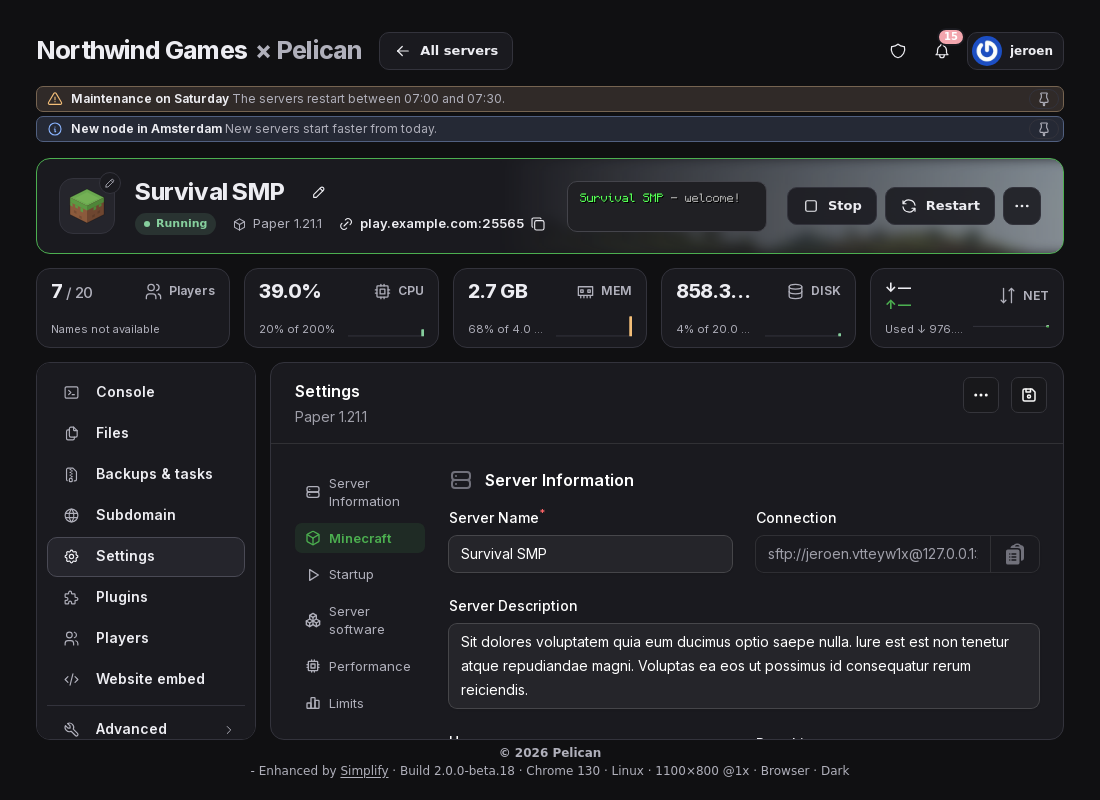 Northwind Games × Pelican
All servers
15
jeroen
Maintenance on Saturday The servers restart between 07:00 and 07:30.
New node in Amsterdam New servers start faster from today.
Survival SMP
Running
Paper 1.21.1
play.example.com:25565
Survival SMP — welcome!
Stop
Restart
7 / 20
Players
Names not available
39.0%
CPU
20% of 200%
2.7 GB
MEM
68% of 4.0 ...
858.3...
DISK
4% of 20.0 ...
↓—
↑—
NET
Used ↓ 976....
Console
Files
Backups & tasks
Subdomain
Settings
Plugins
Players
Website embed
Advanced
Settings
Paper 1.21.1
Server
Information
Minecraft
Startup
Server
software
Performance
Limits
Server Information
Server Name*
Survival SMP
Connection
sftp://jeroen.vtteyw1x@127.0.0.1:
Server Description
Sit dolores voluptatem quia eum ducimus optio saepe nulla. Iure est est non tenetur
atque repudiandae magni. Voluptas ea eos ut possimus id consequatur rerum
reiciendis.
© 2026 Pelican
- Enhanced by Simplify · Build 2.0.0-beta.18 · Chrome 130 · Linux · 1100×800 @1x · Browser · Dark